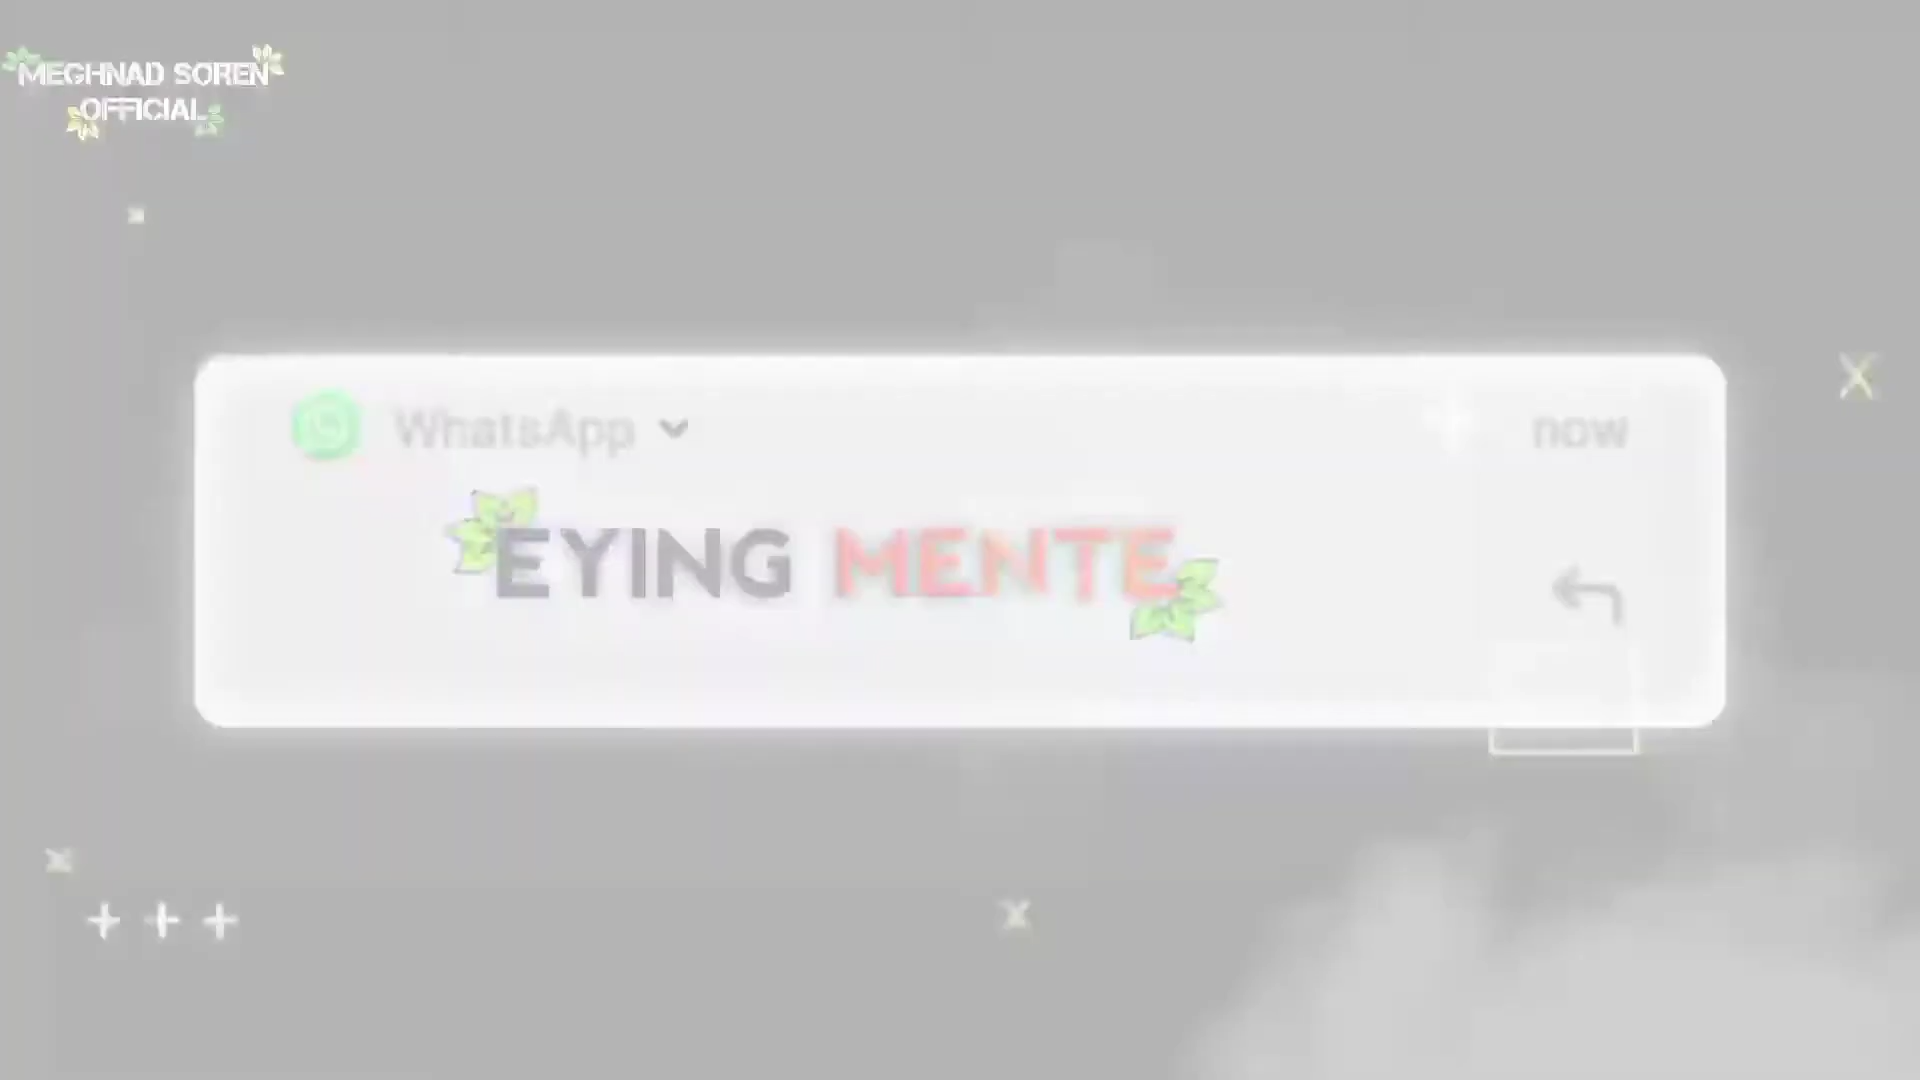 MEGHNAD SOREN
OFFICIAL
WhatsApp
now
EYING MENTE